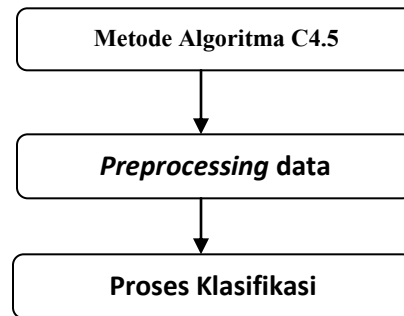 Metode Algoritma C4.5
Preprocessing data
Proses Klasifikasi